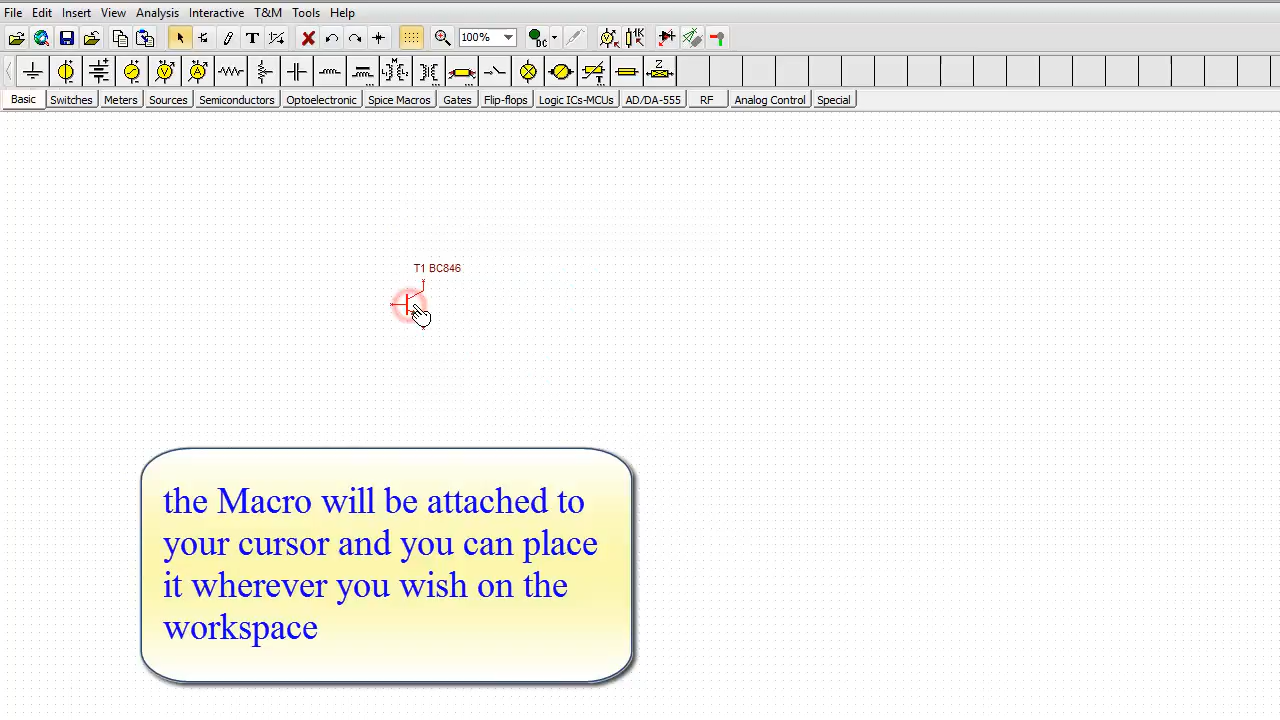 File Edit Insert View Analysis Interactive T&M Tools Help
DC 100% 1K
V A M Z
Basic Switches Meters Sources Semiconductors Optoelectronic Spice Macros Gates Flip-flops Logic ICs-MCUs AD/DA-555 RF Analog Control Special
T1 BC846
the Macro will be attached to
your cursor and you can place
it wherever you wish on the
workspace